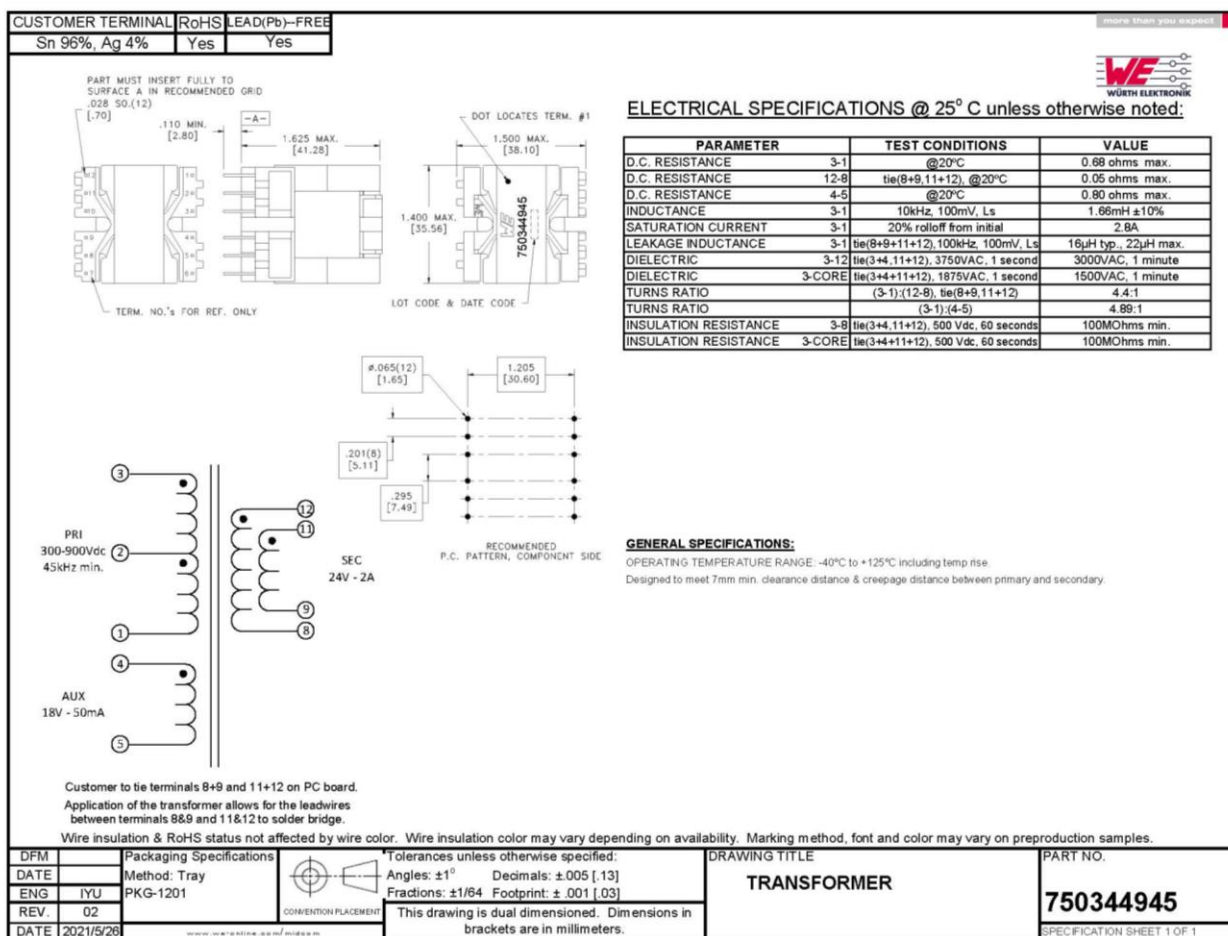 CUSTOMER TERMINAL RoHS LEAD(Pb)-FREE
Sn 96%, Ag 4% Yes Yes
more than you expect
WE
WÜRTH ELEKTRONIK
PART MUST INSERT FULLY TO
SURFACE A IN RECOMMENDED GRID
.028 SQ.(12)
[.70]
.110 MIN.
[2.80]
-A-
1.625 MAX.
[41.28]
DOT LOCATES TERM. #1
1.500 MAX.
[38.10]
1.400 MAX.
[35.56]
12 1
11 2
10 3
9 4
8 5
7 6
WE
750344945
LOT CODE & DATE CODE
TERM. NO.'s FOR REF. ONLY
ELECTRICAL SPECIFICATIONS @ 25° C unless otherwise noted:
PARAMETER TEST CONDITIONS VALUE
D.C. RESISTANCE 3-1 @20°C 0.68 ohms max.
D.C. RESISTANCE 12-8 tie(8+9,11+12), @20°C 0.05 ohms max.
D.C. RESISTANCE 4-5 @20°C 0.80 ohms max.
INDUCTANCE 3-1 10kHz, 100mV, Ls 1.66mH ±10%
SATURATION CURRENT 3-1 20% rolloff from initial 2.8A
LEAKAGE INDUCTANCE 3-1 tie(8+9+11+12),100kHz, 100mV, Ls 16µH typ., 22µH max.
DIELECTRIC 3-12 tie(3+4,11+12), 3750VAC, 1 second 3000VAC, 1 minute
DIELECTRIC 3-CORE tie(3+4+11+12), 1875VAC, 1 second 1500VAC, 1 minute
TURNS RATIO (3-1):(12-8), tie(8+9,11+12) 4.4:1
TURNS RATIO (3-1):(4-5) 4.89:1
INSULATION RESISTANCE 3-8 tie(3+4,11+12), 500 Vdc, 60 seconds 100MOhms min.
INSULATION RESISTANCE 3-CORE tie(3+4+11+12), 500 Vdc, 60 seconds 100MOhms min.
ø.065(12)
[1.65]
1.205
[30.60]
.201(8)
[5.11]
.295
[7.49]
RECOMMENDED
P.C. PATTERN, COMPONENT SIDE
3
PRI
300-900Vdc
45kHz min.
2
1
4
AUX
18V - 50mA
5
12
11
SEC
24V - 2A
9
8
GENERAL SPECIFICATIONS:
OPERATING TEMPERATURE RANGE: -40°C to +125°C including temp rise.
Designed to meet 7mm min. clearance distance & creepage distance between primary and secondary.
Customer to tie terminals 8+9 and 11+12 on PC board.
Application of the transformer allows for the leadwires
between terminals 8&9 and 11&12 to solder bridge.
Wire insulation & RoHS status not affected by wire color. Wire insulation color may vary depending on availability. Marking method, font and color may vary on preproduction samples.
DFM
DATE
ENG IYU
REV. 02
DATE 2021/5/26
Packaging Specifications
Method: Tray
PKG-1201
www.we-online.com/midcom
CONVENTION PLACEMENT
Tolerances unless otherwise specified:
Angles: ±1° Decimals: ±.005 [.13]
Fractions: ±1/64 Footprint: ± .001 [.03]
This drawing is dual dimensioned. Dimensions in
brackets are in millimeters.
DRAWING TITLE
TRANSFORMER
PART NO.
750344945
SPECIFICATION SHEET 1 OF 1